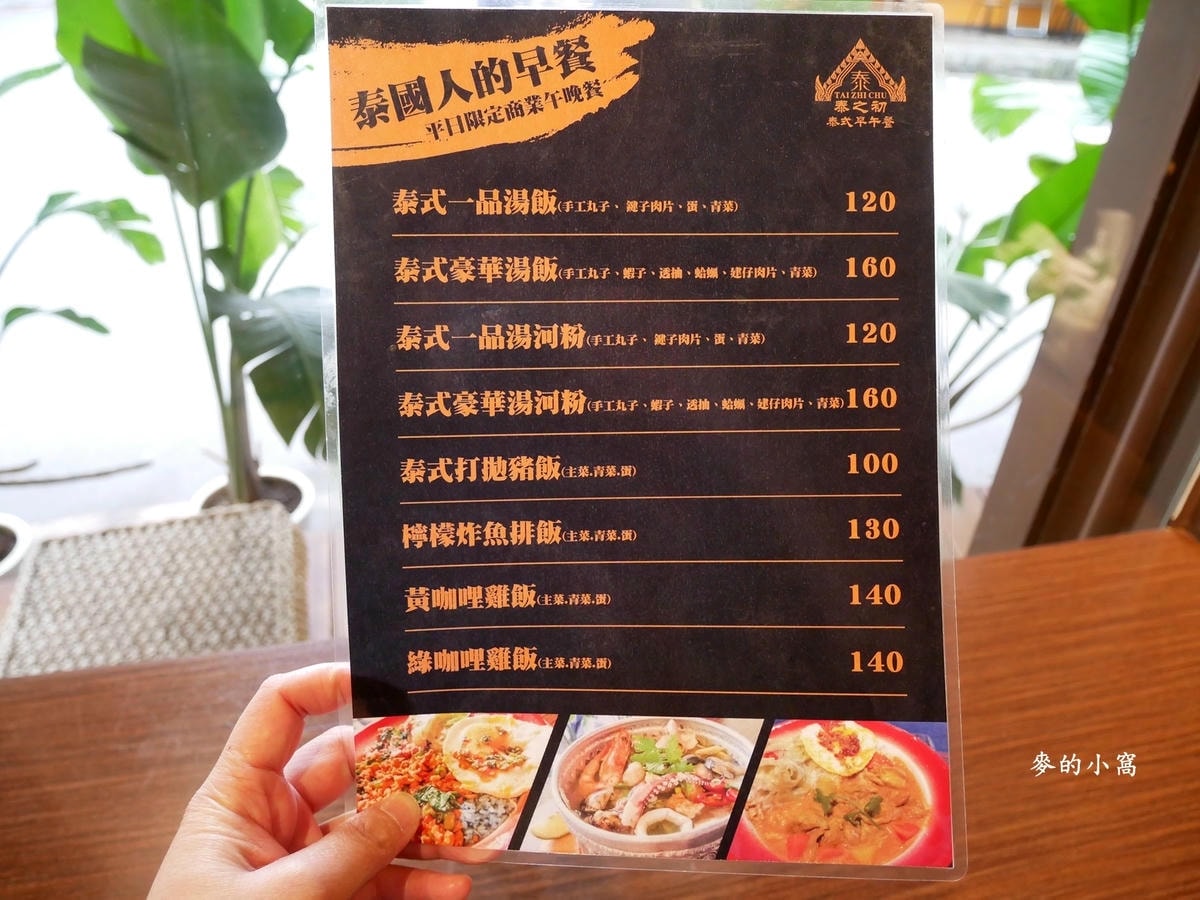 泰國人的早餐
平日限定商業午晚餐
泰
TAI ZHI CHU
泰之初
泰式早午餐
泰式一品湯飯(手工丸子、鍵子肉片、蛋、青菜) 120
泰式豪華湯飯(手工丸子、蝦子、透抽、蛤蠣、建仔肉片、青菜) 160
泰式一品湯河粉(手工丸子、鍵子肉片、蛋、青菜) 120
泰式豪華湯河粉(手工丸子、蝦子、透抽、蛤蠣、建仔肉片、青菜) 160
泰式打拋豬飯(主菜.青菜.蛋) 100
檸檬炸魚排飯(主菜.青菜.蛋) 130
黃咖哩雞飯(主菜.青菜.蛋) 140
綠咖哩雞飯(主菜.青菜.蛋) 140
麥的小窩